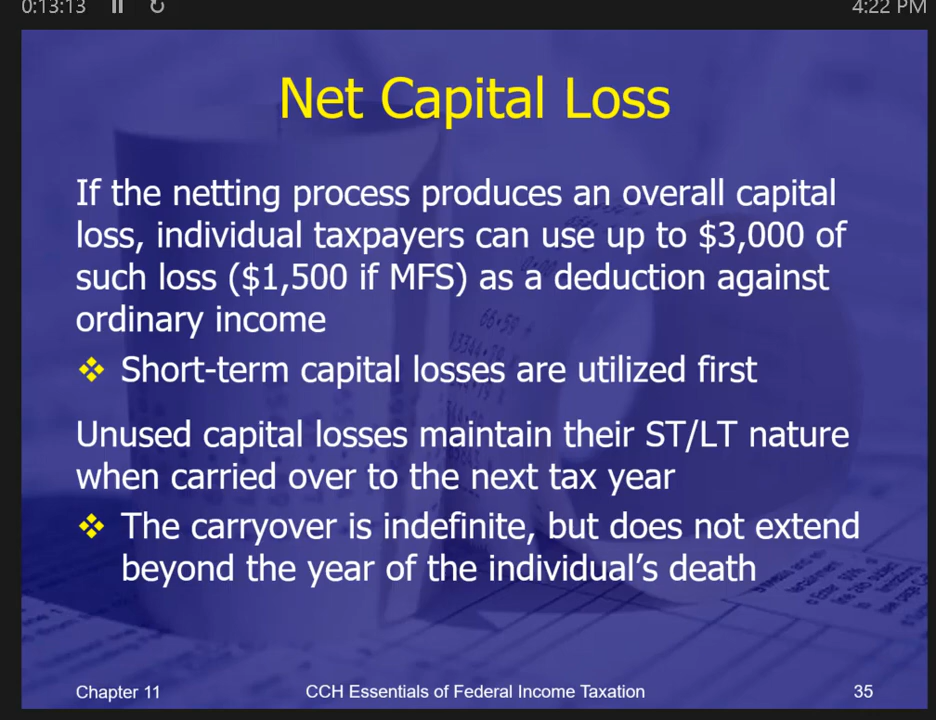 0:13:13
4:22 PM
Net Capital Loss
If the netting process produces an overall capital
loss, individual taxpayers can use up to $3,000 of
such loss ($1,500 if MFS) as a deduction against
ordinary income
❖ Short-term capital losses are utilized first
Unused capital losses maintain their ST/LT nature
when carried over to the next tax year
❖ The carryover is indefinite, but does not extend
beyond the year of the individual’s death
Chapter 11
CCH Essentials of Federal Income Taxation
35